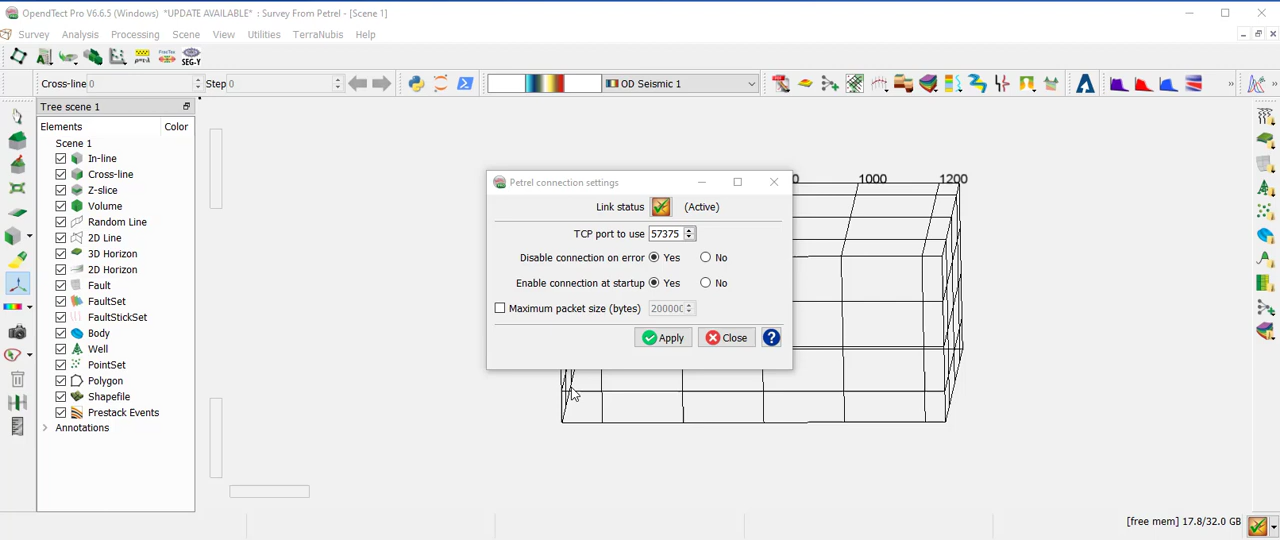 OpendTect Pro V6.6.5 (Windows) *UPDATE AVAILABLE* : Survey From Petrel - [Scene 1]
Survey Analysis Processing Scene View Utilities TerraNubis Help
SEG-Y
Cross-line 0 Step 0 OD Seismic 1
Tree scene 1
Elements Color
Scene 1
In-line
Cross-line
Z-slice
Volume
Random Line
2D Line
3D Horizon
2D Horizon
Fault
FaultSet
FaultStickSet
Body
Well
PointSet
Polygon
Shapefile
Prestack Events
Annotations
Petrel connection settings
Link status (Active)
TCP port to use 57375
Disable connection on error Yes No
Enable connection at startup Yes No
Maximum packet size (bytes) 20000
Apply Close ?
1000 1200
[free mem] 17.8/32.0 GB